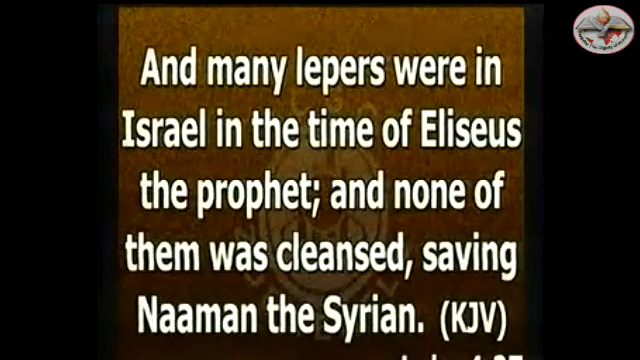 And many lepers were in
Israel in the time of Eliseus
the prophet; and none of
them was cleansed, saving
Naaman the Syrian. (KJV)